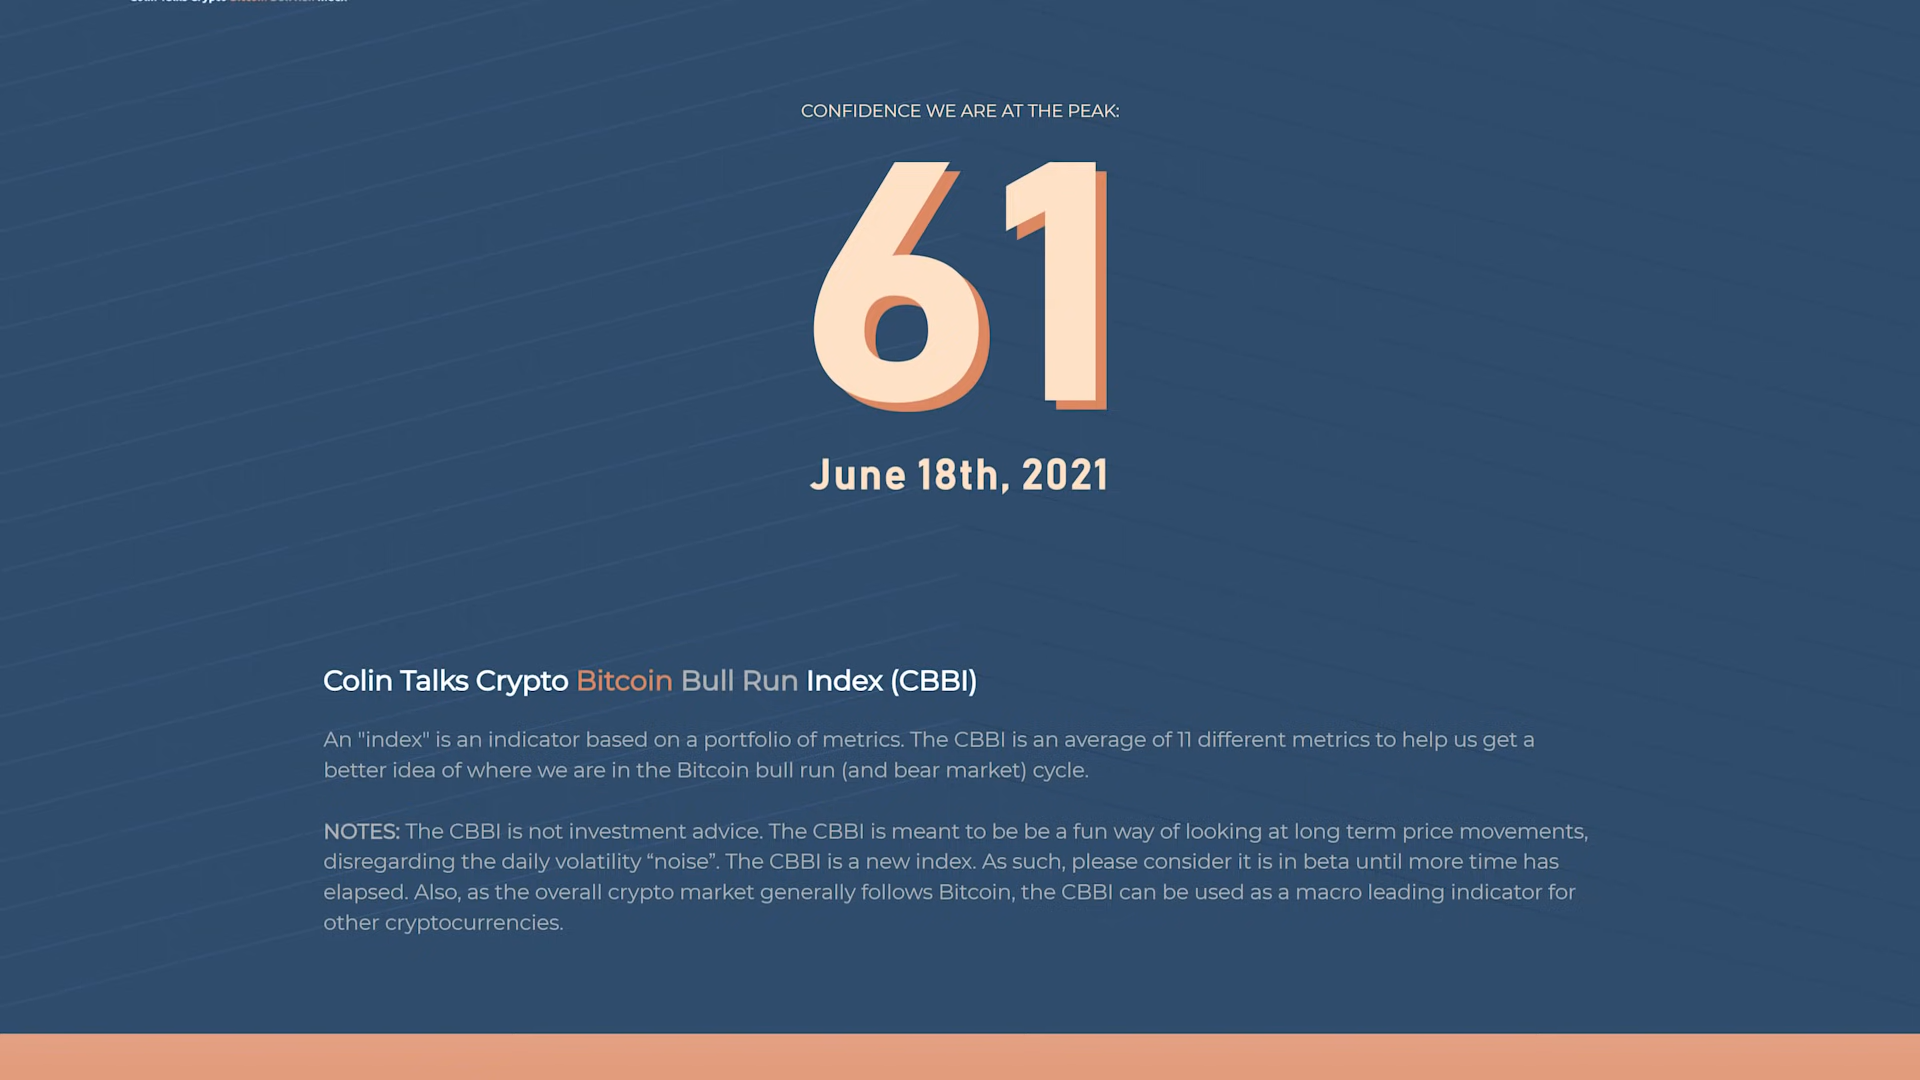 CONFIDENCE WE ARE AT THE PEAK:
61
June 18th, 2021
Colin Talks Crypto Bitcoin Bull Run Index (CBBI)
An "index" is an indicator based on a portfolio of metrics. The CBBI is an average of 11 different metrics to help us get a
better idea of where we are in the Bitcoin bull run (and bear market) cycle.
NOTES: The CBBI is not investment advice. The CBBI is meant to be be a fun way of looking at long term price movements,
disregarding the daily volatility “noise”. The CBBI is a new index. As such, please consider it is in beta until more time has
elapsed. Also, as the overall crypto market generally follows Bitcoin, the CBBI can be used as a macro leading indicator for
other cryptocurrencies.